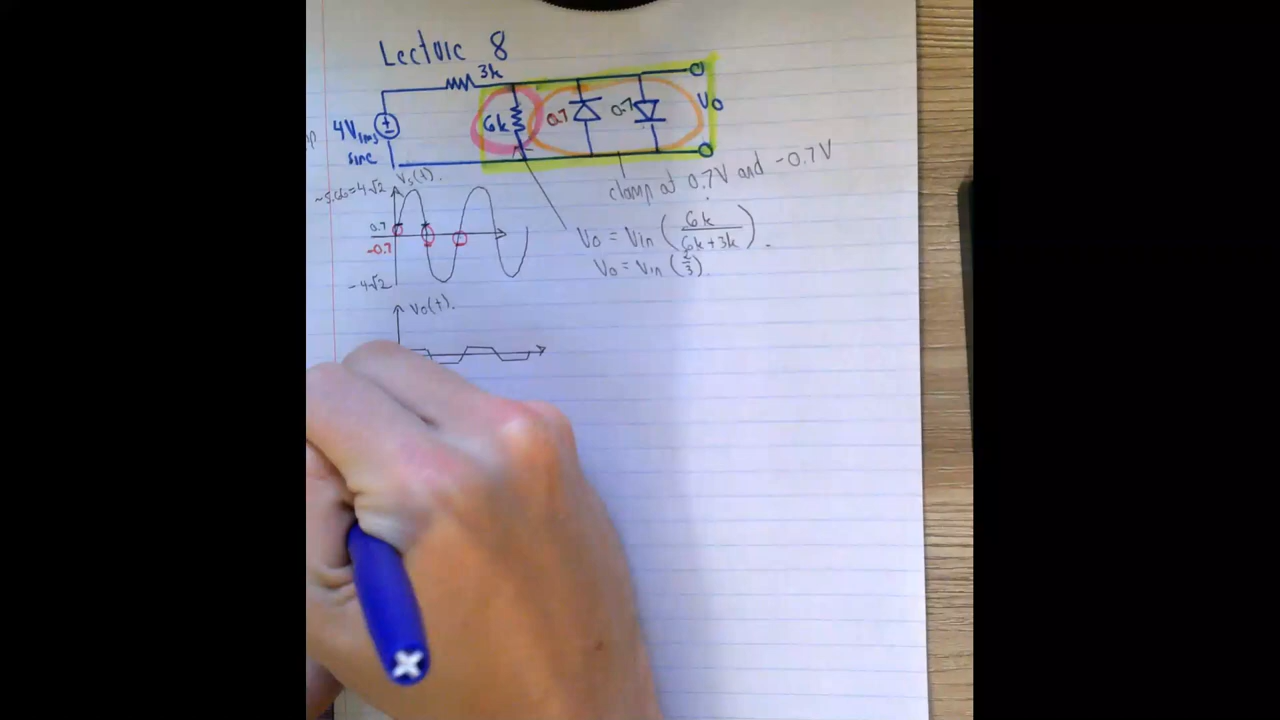 Lecture 8
3k
6k
0.7
0.7
Vo
4Vrms
sine
clamp at 0.7V and -0.7V
~5.66=4√2
Vs(t).
0.7
-0.7
-4√2
Vo = Vin ( 6k / 6k+3k ).
Vo = Vin (2/3)
Vo(t).